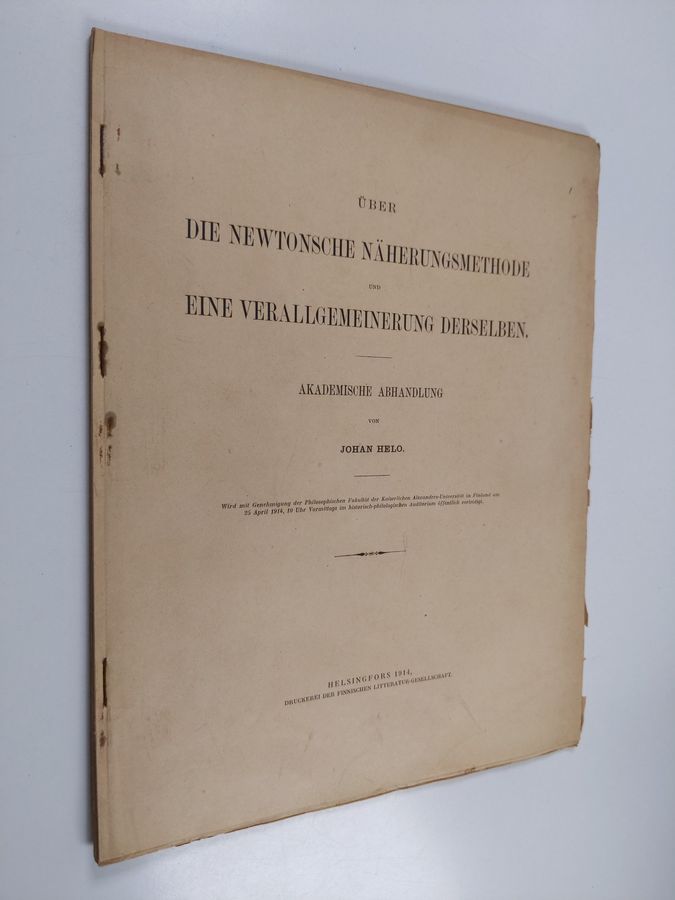 ÜBER
DIE NEWTONSCHE NÄHERUNGSMETHODE
UND
EINE VERALLGEMEINERUNG DERSELBEN.
AKADEMISCHE ABHANDLUNG
VON
JOHAN HELO.
Wird mit Genehmigung der Philosophischen Fakultät der Kaiserlichen Alexanders-Universität in Finland am
25 April 1914, 10 Uhr Vormittags im historisch-philologischen Auditorium öffentlich verteidigt.
HELSINGFORS 1914,
DRUCKEREI DER FINNISCHEN LITTERATUR-GESELLSCHAFT.